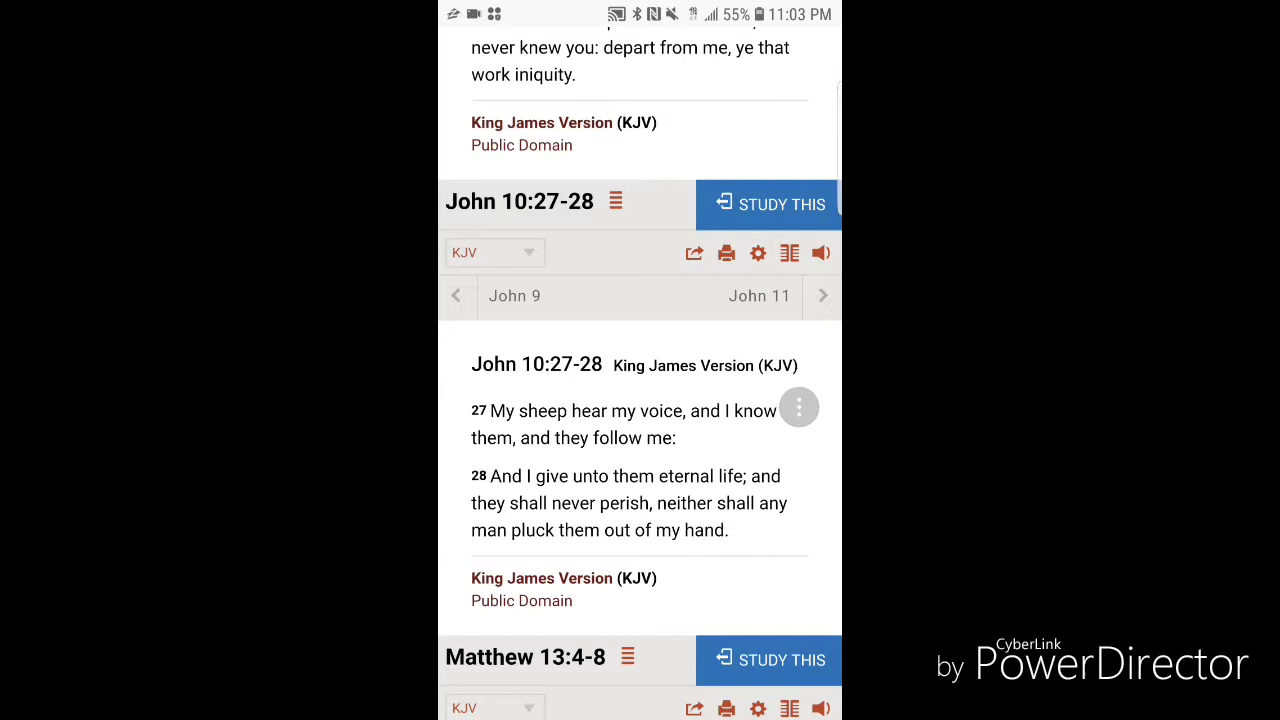 55% 11:03 PM
never knew you: depart from me, ye that
work iniquity.
King James Version (KJV)
Public Domain
John 10:27-28
STUDY THIS
KJV
John 9
John 11
John 10:27-28 King James Version (KJV)
27 My sheep hear my voice, and I know
them, and they follow me:
28 And I give unto them eternal life; and
they shall never perish, neither shall any
man pluck them out of my hand.
King James Version (KJV)
Public Domain
Matthew 13:4-8
STUDY THIS
KJV
CyberLink
by PowerDirector